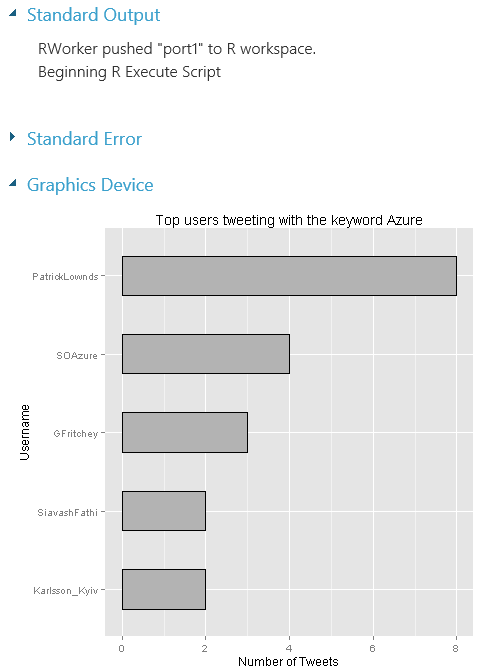 Standard Output
RWorker pushed "port1" to R workspace.
Beginning R Execute Script
Standard Error
Graphics Device
Top users tweeting with the keyword Azure
Username
PatrickLownds
SOAzure
GFritchey
SiavashFathi
Karlsson_Kyiv
0 2 4 6 8
Number of Tweets